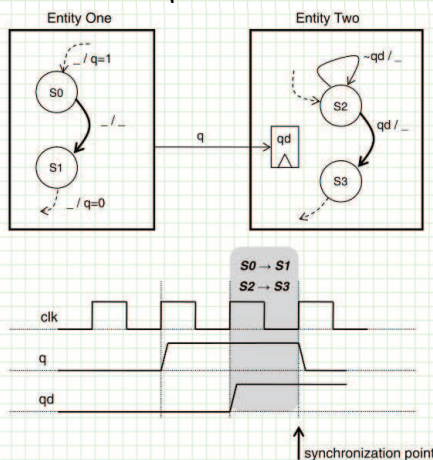 Entity One
Entity Two
_ / q=1
~qd / _
S0
S2
_ / _
qd / _
q
qd
S1
S3
_ / q=0
S0 → S1
S2 → S3
clk
q
qd
synchronization point